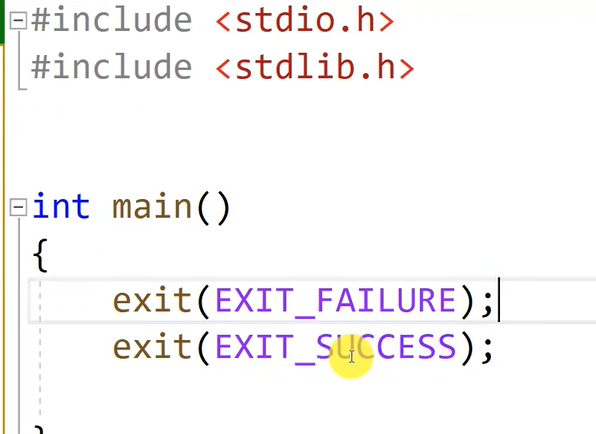 #include <stdio.h>
#include <stdlib.h>
int main()
{
exit(EXIT_FAILURE);
exit(EXIT_SUCCESS);
}